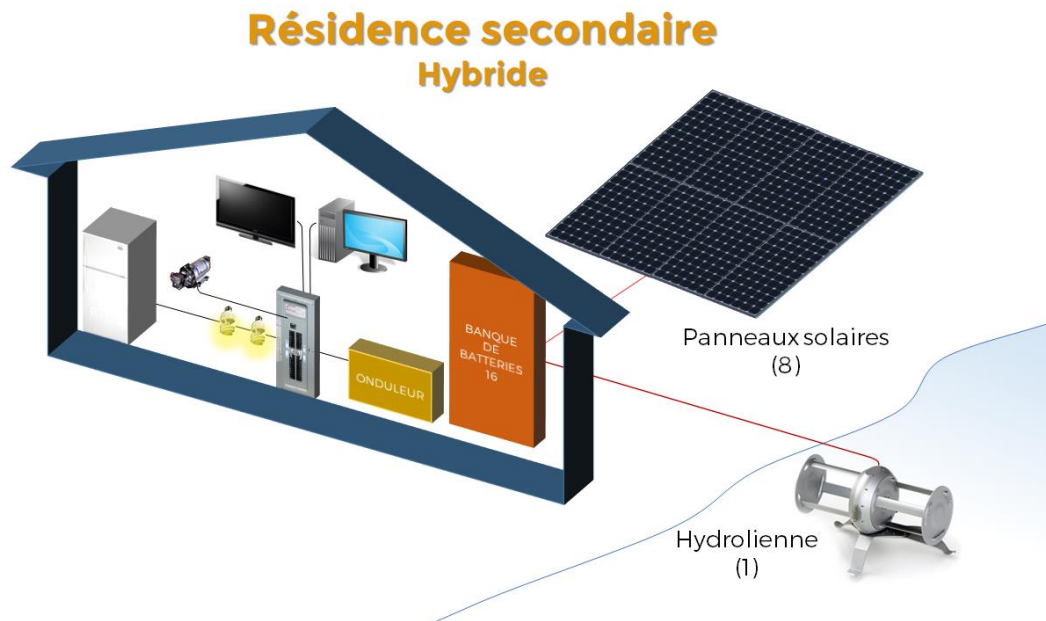 Résidence secondaire
Hybride
BANQUE
DE
BATTERIES
16
ONDULEUR
Panneaux solaires
(8)
Hydrolienne
(1)